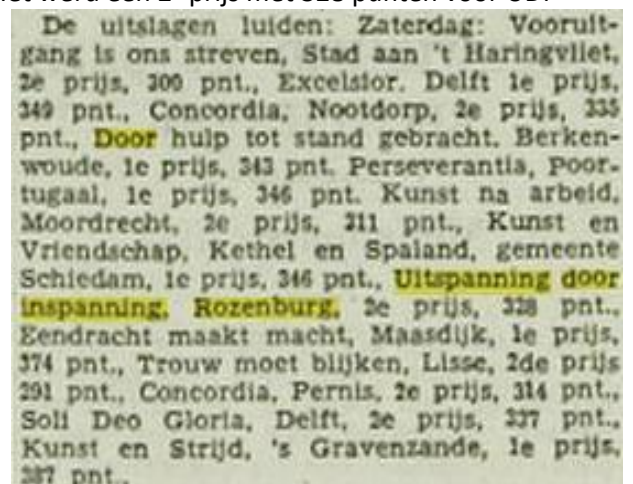 De uitslagen luiden: Zaterdag: Vooruit-
gang is ons streven, Stad aan 't Haringvliet,
2e prijs, 300 pnt., Excelsior. Delft 1e prijs,
349 pnt., Concordia, Nootdorp, 2e prijs, 335
pnt., Door hulp tot stand gebracht. Berken-
woude, 1e prijs, 343 pnt. Perseverantia, Poor-
tugaal, 1e prijs, 346 pnt. Kunst na arbeid,
Moordrecht, 2e prijs, 311 pnt., Kunst en
Vriendschap, Kethel en Spaland, gemeente
Schiedam, 1e prijs, 346 pnt., Uitspanning door
inspanning, Rozenburg, 2e prijs, 328 pnt.,
Eendracht maakt macht, Maasdijk, 1e prijs,
374 pnt., Trouw moet blijken, Lisse, 2de prijs
291 pnt., Concordia, Pernis, 2e prijs, 314 pnt.,
Soli Deo Gloria, Delft, 2e prijs, 337 pnt.,
Kunst en Strijd, 's Gravenzande, 1e prijs,
387 pnt.,